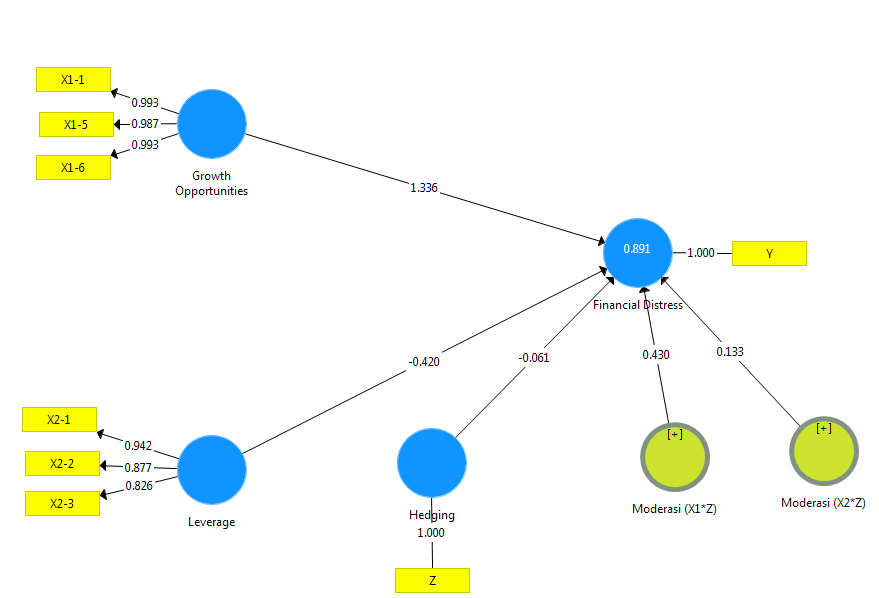 X1-1
0.993
X1-5
0.987
X1-6
0.993
Growth
Opportunities
1.336
0.891
1.000
Y
Financial Distress
-0.420
-0.061
0.430
0.133
X2-1
0.942
X2-2
0.877
X2-3
0.826
Leverage
Hedging
1.000
Z
[+]
Moderasi (X1*Z)
[+]
Moderasi (X2*Z)